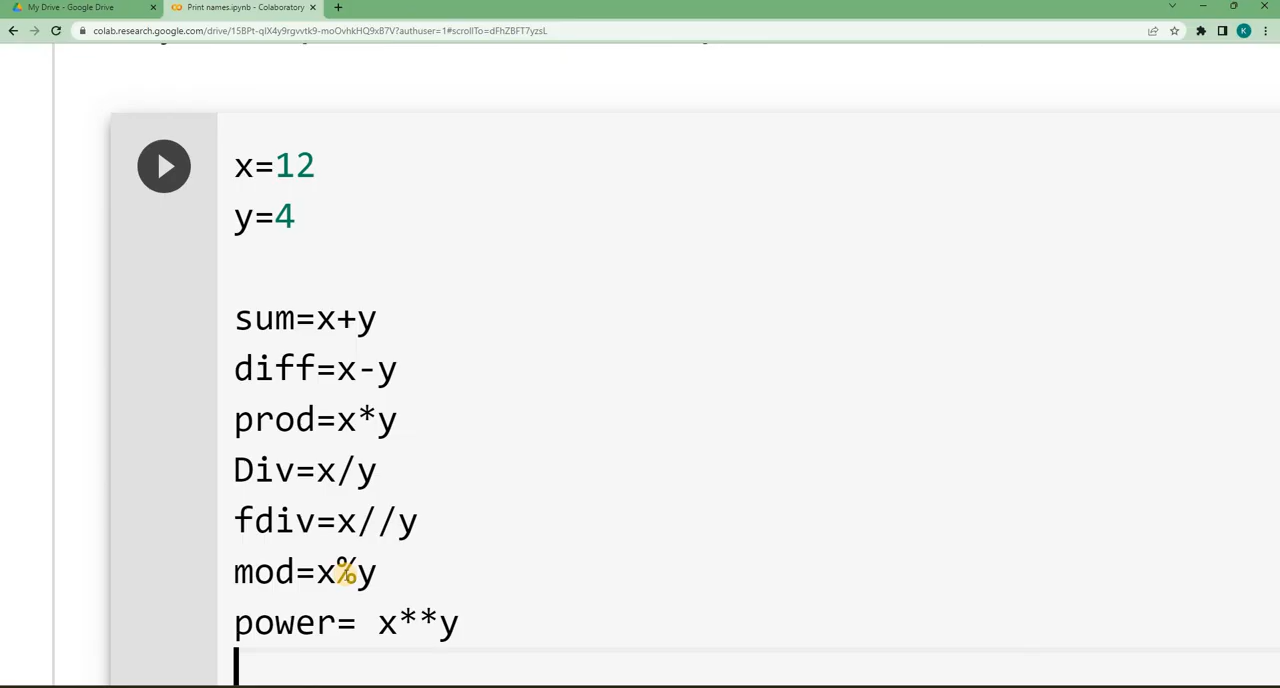 My Drive - Google Drive
Print names.ipynb - Colaboratory
colab.research.google.com/drive/15BPt-qIX4y9rgvvtk9-moOvhkHQ9xB7V?authuser=1#scrollTo=dFhZBFT7yzsL
K
x=12
y=4
sum=x+y
diff=x-y
prod=x*y
Div=x/y
fdiv=x//y
mod=x%y
power= x**y